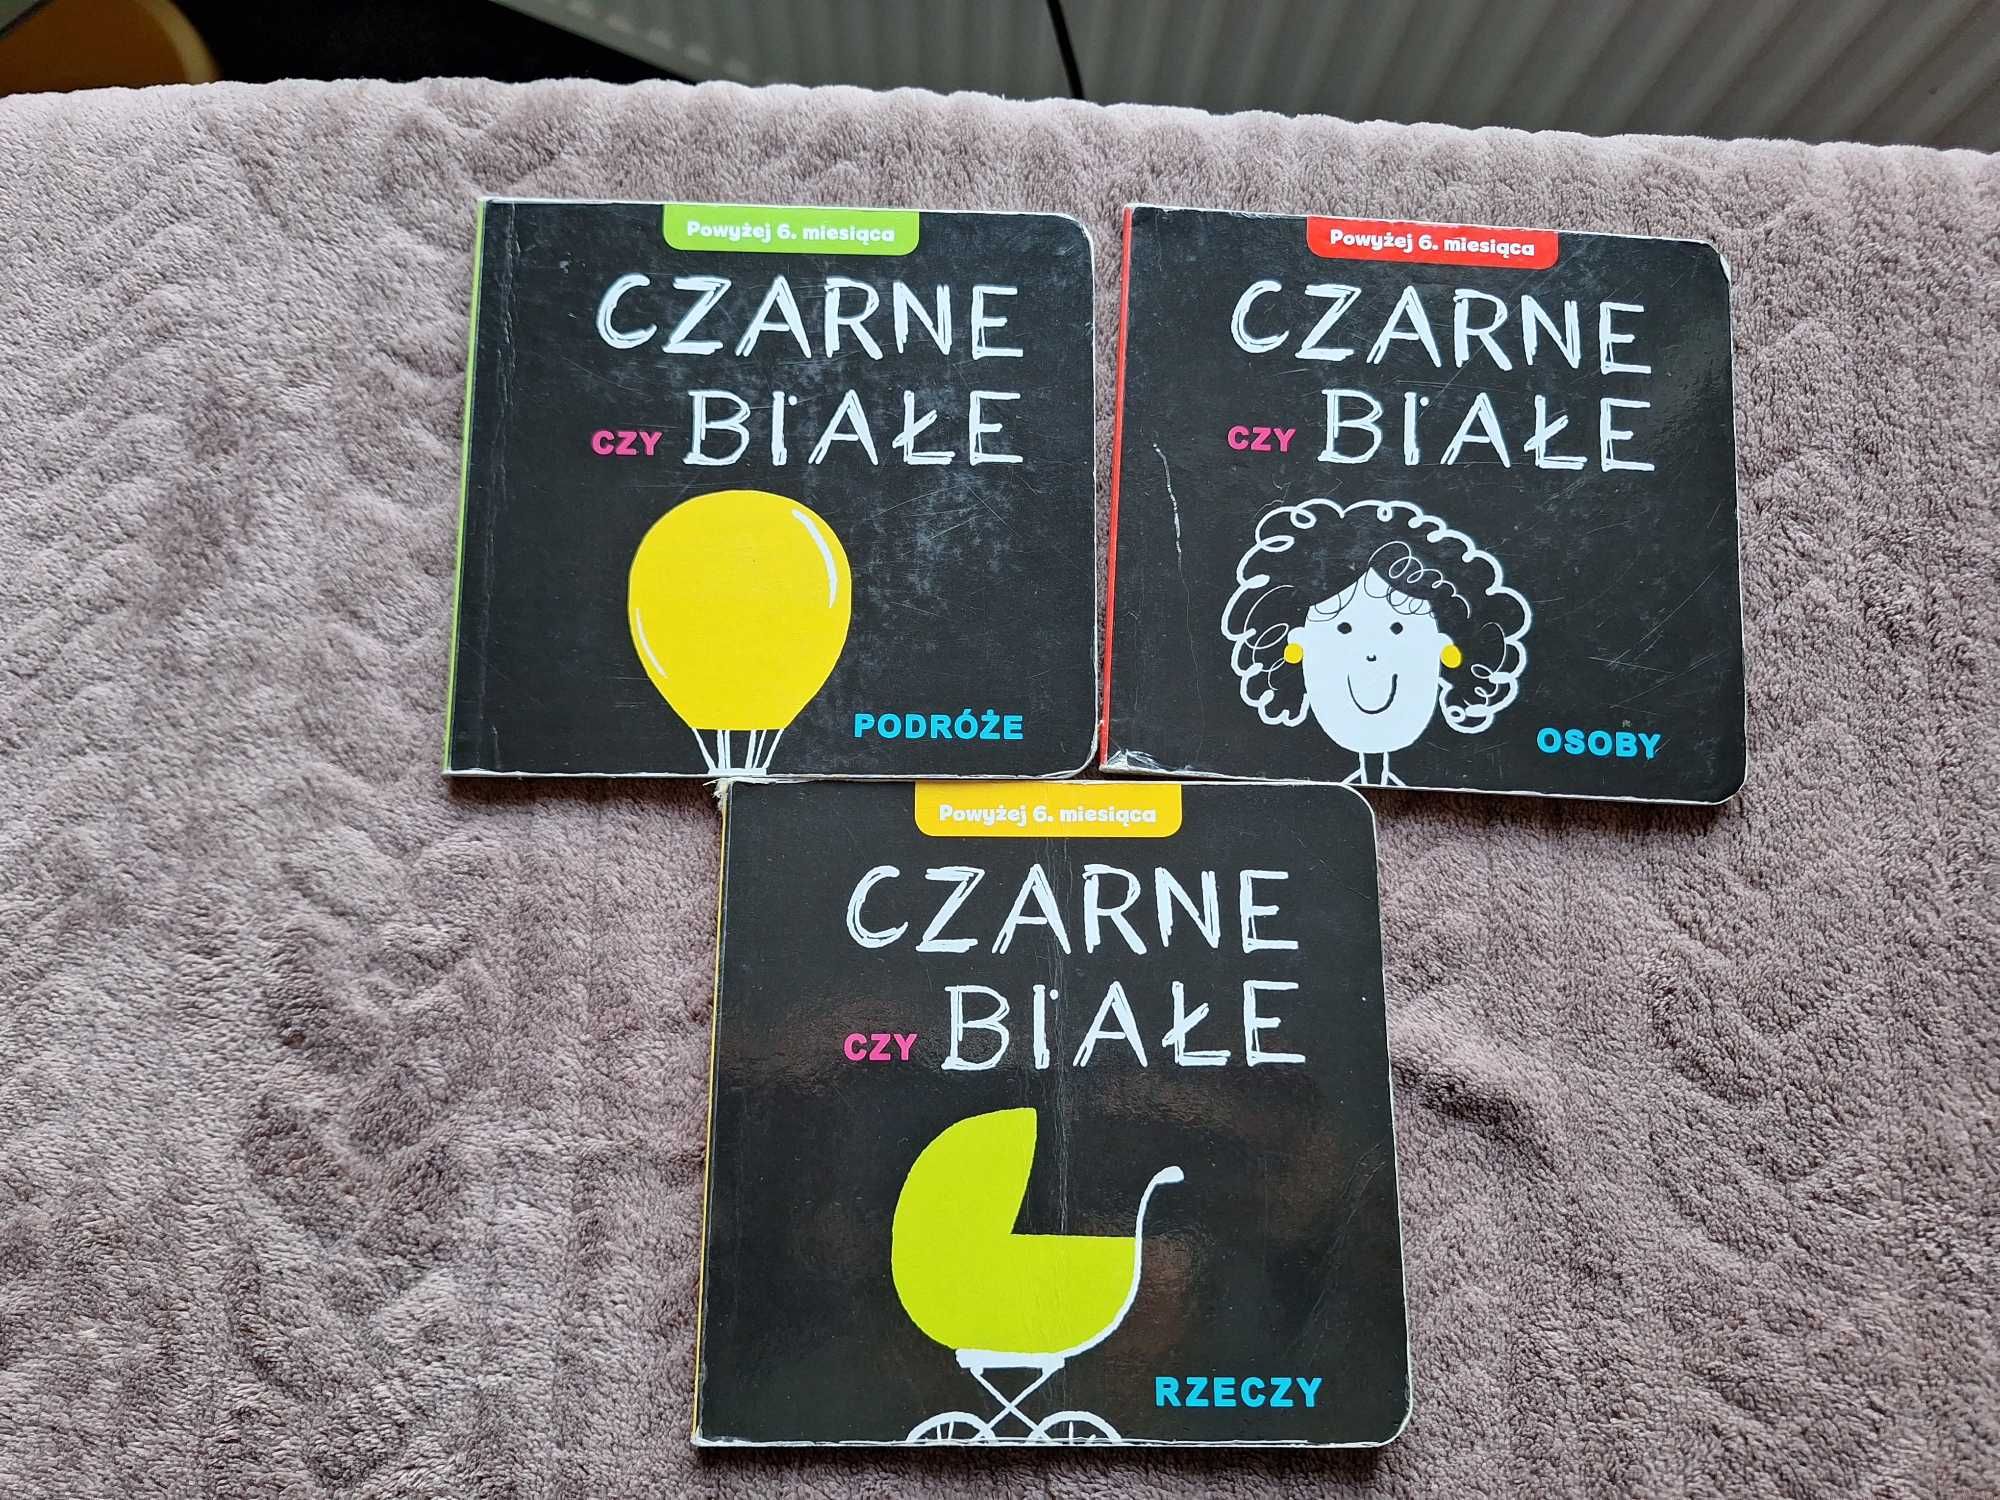 Powyżej 6. miesiąca
CZARNE
CZY BIAŁE
PODRÓŻE
Powyżej 6. miesiąca
CZARNE
CZY BIAŁE
OSOBY
Powyżej 6. miesiąca
CZARNE
CZY BIAŁE
RZECZY